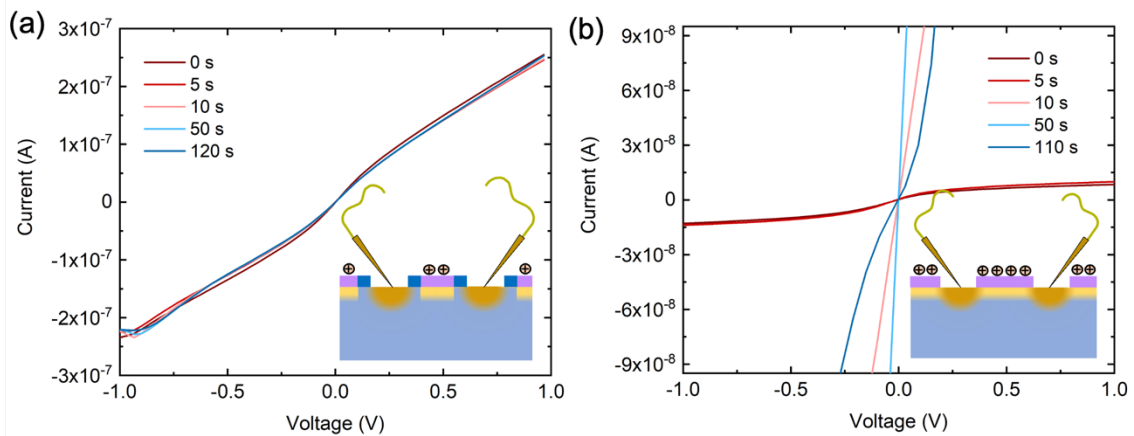 (a)
3x10-7
2x10-7
1x10-7
0
-1x10-7
-2x10-7
-3x10-7
Current (A)
0 s
5 s
10 s
50 s
120 s
-1.0
-0.5
0.0
0.5
1.0
Voltage (V)
(b)
9x10-8
6x10-8
3x10-8
0
-3x10-8
-6x10-8
-9x10-8
Current (A)
0 s
5 s
10 s
50 s
110 s
-1.0
-0.5
0.0
0.5
1.0
Voltage (V)